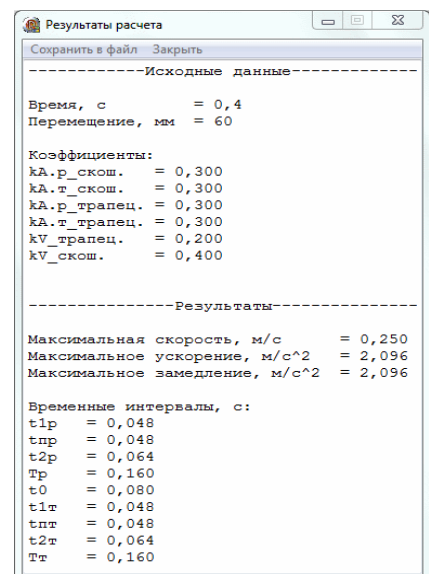 Результаты расчета
Сохранить в файл Закрыть
------------Исходные данные-------------
Время, с = 0,4
Перемещение, мм = 60
Коэффициенты:
kA.р_скош. = 0,300
kA.т_скош. = 0,300
kA.р_трапец. = 0,300
kA.т_трапец. = 0,300
kV_трапец. = 0,200
kV_скош. = 0,400
---------------Результаты---------------
Максимальная скорость, м/с = 0,250
Максимальное ускорение, м/с^2 = 2,096
Максимальное замедление, м/с^2 = 2,096
Временные интервалы, с:
t1р = 0,048
tпр = 0,048
t2р = 0,064
Tр = 0,160
t0 = 0,080
t1т = 0,048
tпт = 0,048
t2т = 0,064
Tт = 0,160